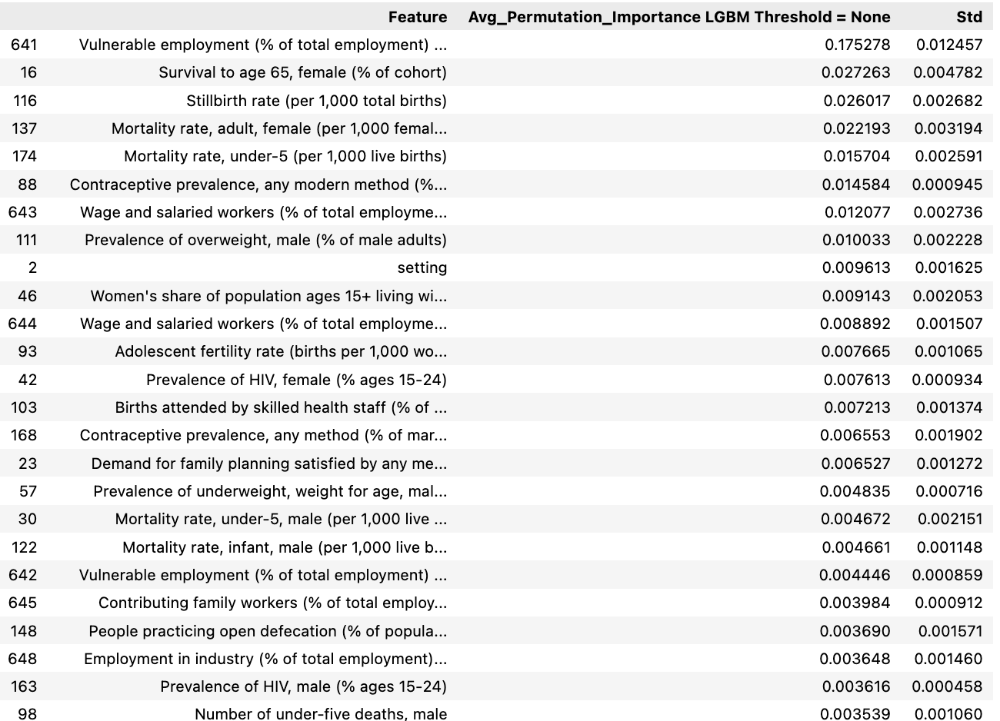 Feature Avg_Permutation_Importance LGBM Threshold = None Std
641 Vulnerable employment (% of total employment) ... 0.175278 0.012457
16 Survival to age 65, female (% of cohort) 0.027263 0.004782
116 Stillbirth rate (per 1,000 total births) 0.026017 0.002682
137 Mortality rate, adult, female (per 1,000 femal... 0.022193 0.003194
174 Mortality rate, under-5 (per 1,000 live births) 0.015704 0.002591
88 Contraceptive prevalence, any modern method (%... 0.014584 0.000945
643 Wage and salaried workers (% of total employme... 0.012077 0.002736
111 Prevalence of overweight, male (% of male adults) 0.010033 0.002228
2 setting 0.009613 0.001625
46 Women's share of population ages 15+ living wi... 0.009143 0.002053
644 Wage and salaried workers (% of total employme... 0.008892 0.001507
93 Adolescent fertility rate (births per 1,000 wo... 0.007665 0.001065
42 Prevalence of HIV, female (% ages 15-24) 0.007613 0.000934
103 Births attended by skilled health staff (% of ... 0.007213 0.001374
168 Contraceptive prevalence, any method (% of mar... 0.006553 0.001902
23 Demand for family planning satisfied by any me... 0.006527 0.001272
57 Prevalence of underweight, weight for age, mal... 0.004835 0.000716
30 Mortality rate, under-5, male (per 1,000 live ... 0.004672 0.002151
122 Mortality rate, infant, male (per 1,000 live b... 0.004661 0.001148
642 Vulnerable employment (% of total employment) ... 0.004446 0.000859
645 Contributing family workers (% of total employ... 0.003984 0.000912
148 People practicing open defecation (% of popula... 0.003690 0.001571
648 Employment in industry (% of total employment)... 0.003648 0.001460
163 Prevalence of HIV, male (% ages 15-24) 0.003616 0.000458
98 Number of under-five deaths, male 0.003539 0.001060